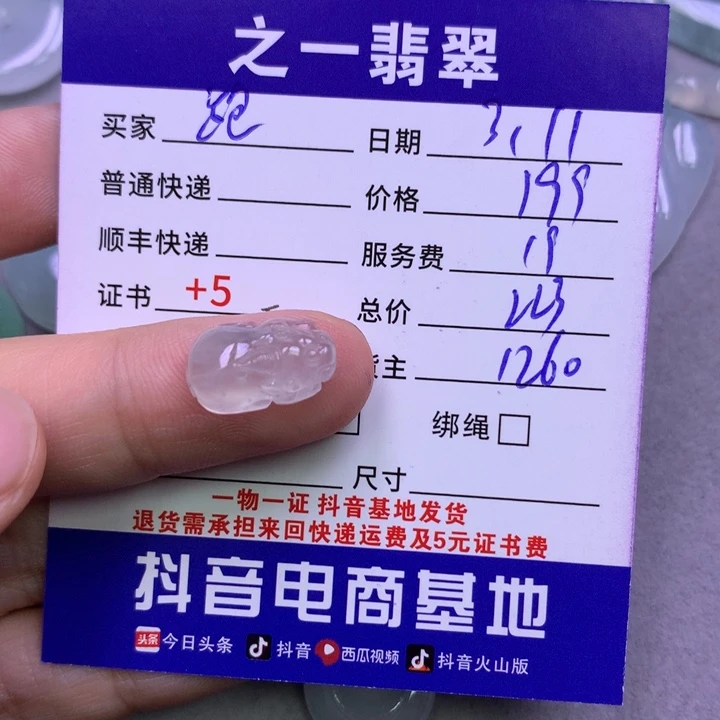 之一翡翠
买家 日期 3.11
普通快递 价格 199
顺丰快递 服务费 19
证书 +5 总价 223
货主 1260
绑绳
尺寸
一物一证 抖音基地发货
退货需承担来回快递运费及5元证书费
抖音电商基地
头条 今日头条 抖音 西瓜视频 抖音火山版